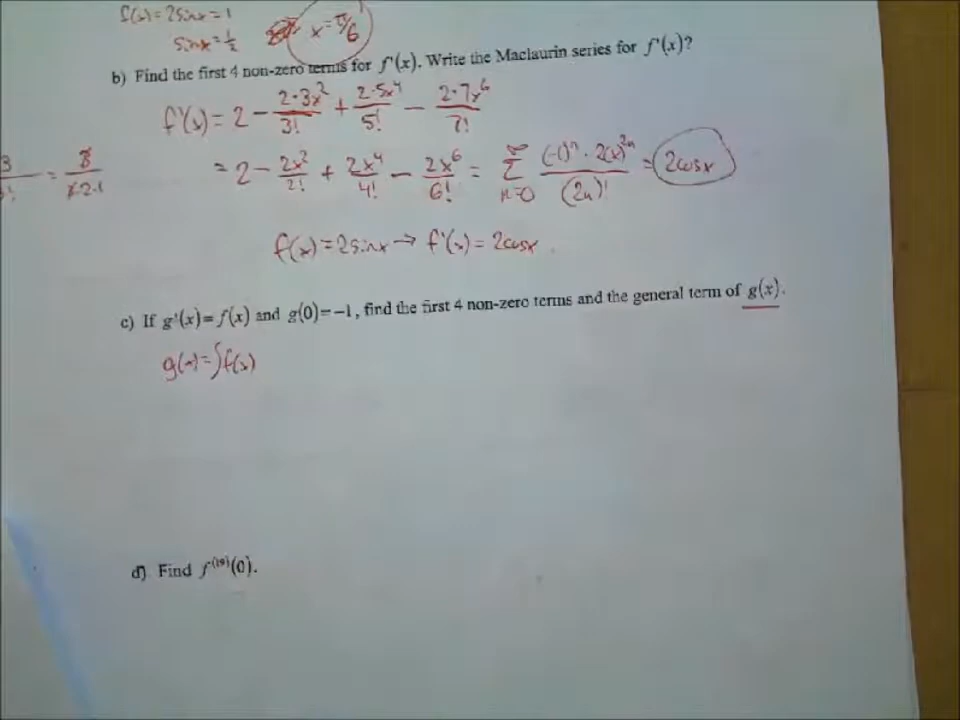 f(x) = 2sinx = 1
sinx = 1/2 x = π/6
b) Find the first 4 non-zero terms for f'(x). Write the Maclaurin series for f'(x)?
f'(x) = 2 - 2·3x²/3! + 2·5x⁴/5! - 2·7x⁶/7!
= 2 - 2x²/2! + 2x⁴/4! - 2x⁶/6! = ∞Σn=0 (-1)ⁿ · 2(x)²ⁿ/(2n)! = 2cosx
f(x) = 2sinx → f'(x) = 2cosx
c) If g'(x) = f(x) and g(0) = -1, find the first 4 non-zero terms and the general term of g(x).
g(x) = ∫f(x)
d) Find f⁽¹⁹⁾(0).